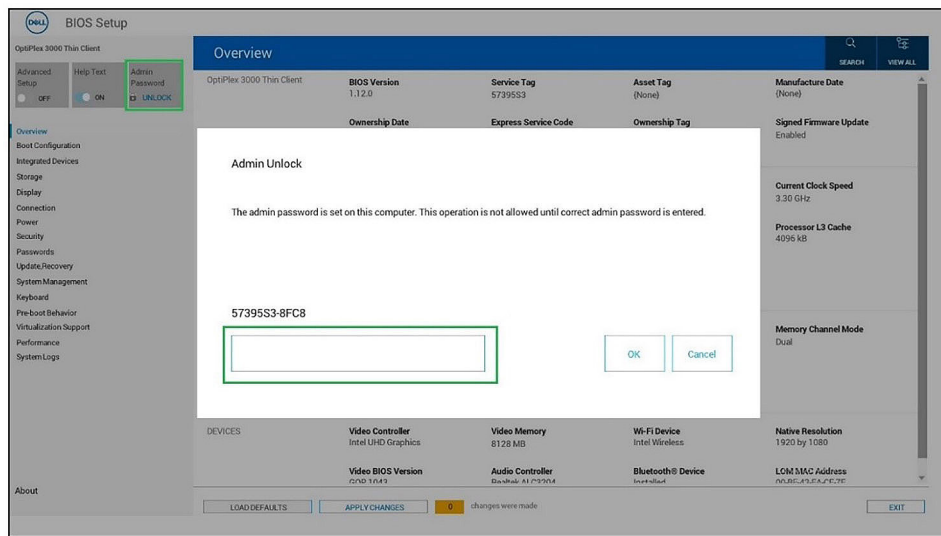 DELL
BIOS Setup
OptiPlex 3000 Thin Client
Advanced Setup
OFF
Help Text
ON
Admin Password
UNLOCK
Overview
SEARCH
VIEW ALL
Overview
Boot Configuration
Integrated Devices
Storage
Display
Connection
Power
Security
Passwords
Update,Recovery
System Management
Keyboard
Pre-boot Behavior
Virtualization Support
Performance
System Logs
About
OptiPlex 3000 Thin Client
BIOS Version
1.12.0
Service Tag
57395S3
Asset Tag
(None)
Manufacture Date
(None)
Ownership Date
Express Service Code
Ownership Tag
Signed Firmware Update
Enabled
Current Clock Speed
3.30 GHz
Processor L3 Cache
4096 kB
Memory Channel Mode
Dual
Admin Unlock
The admin password is set on this computer. This operation is not allowed until correct admin password is entered.
57395S3-8FC8
OK
Cancel
DEVICES
Video Controller
Intel UHD Graphics
Video Memory
8128 MB
Wi-Fi Device
Intel Wireless
Native Resolution
1920 by 1080
Video BIOS Version
GOP 1043
Audio Controller
Realtek ALC3204
Bluetooth® Device
Installed
LOM MAC Address
LOAD DEFAULTS
APPLY CHANGES
0
changes were made
EXIT